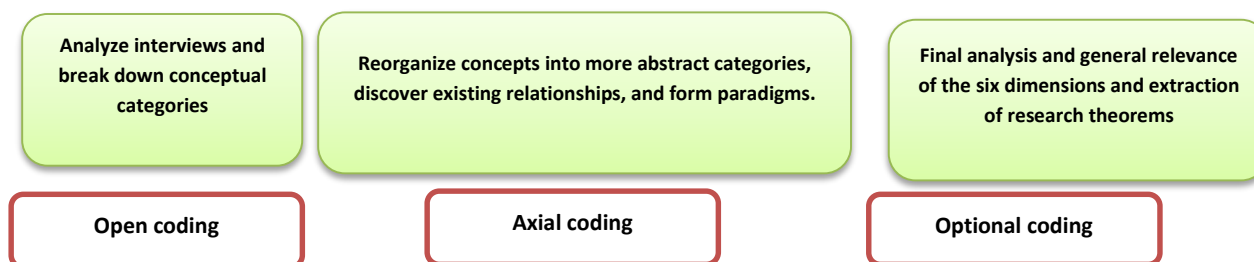 Analyze interviews and
break down conceptual
categories
Reorganize concepts into more abstract categories,
discover existing relationships, and form paradigms.
Final analysis and general relevance
of the six dimensions and extraction
of research theorems
Open coding
Axial coding
Optional coding